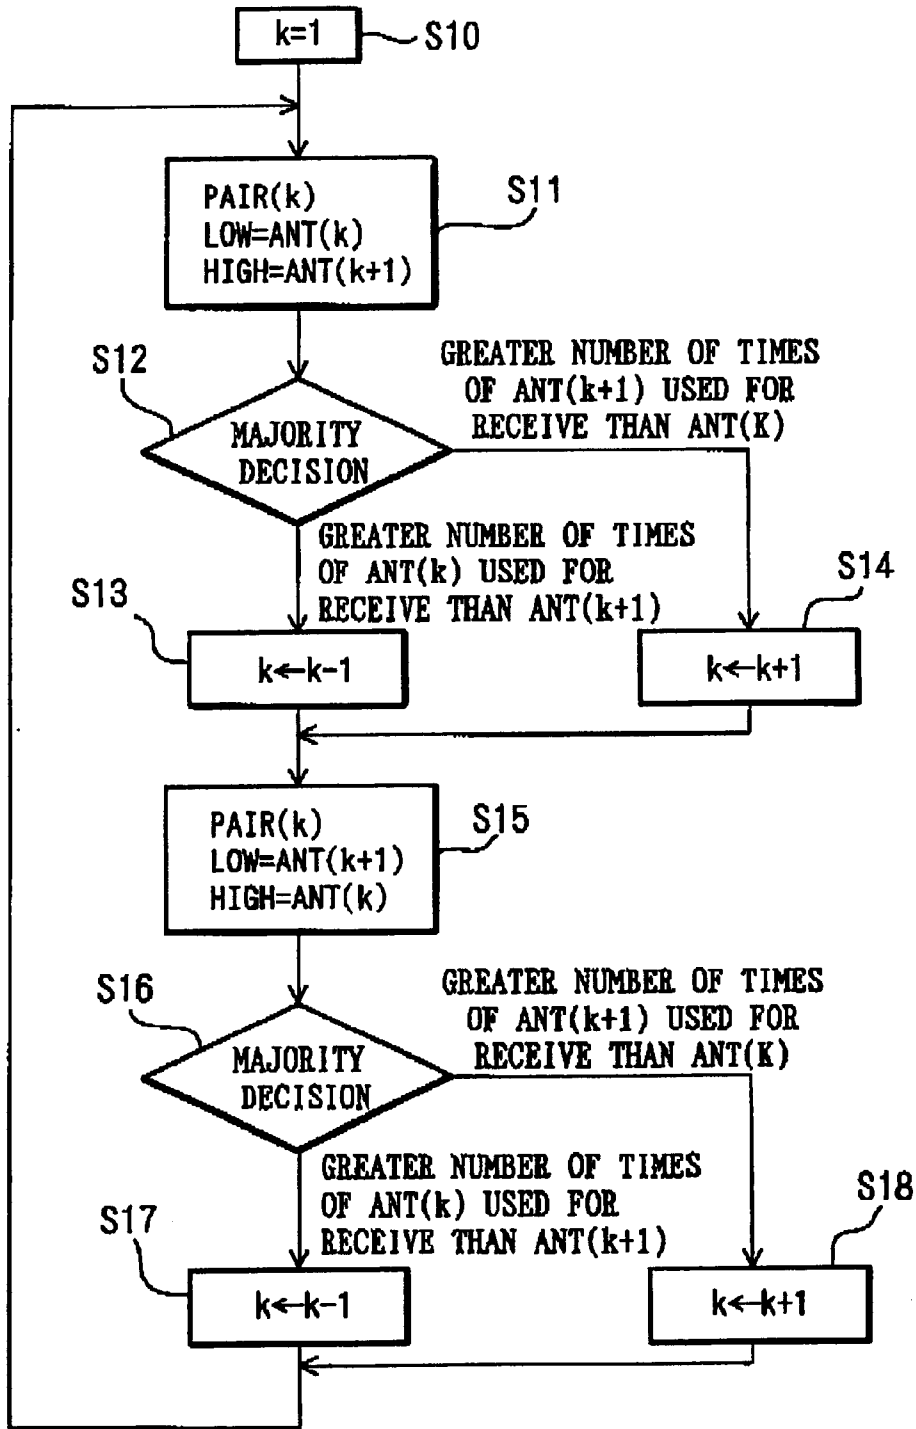 k=1
S10
PAIR(k)
LOW=ANT(k)
HIGH=ANT(k+1)
S11
S12
MAJORITY
DECISION
GREATER NUMBER OF TIMES
OF ANT(k+1) USED FOR
RECEIVE THAN ANT(K)
GREATER NUMBER OF TIMES
OF ANT(k) USED FOR
RECEIVE THAN ANT(k+1)
S13
k←k-1
S14
k←k+1
PAIR(k)
LOW=ANT(k+1)
HIGH=ANT(k)
S15
S16
MAJORITY
DECISION
GREATER NUMBER OF TIMES
OF ANT(k+1) USED FOR
RECEIVE THAN ANT(K)
GREATER NUMBER OF TIMES
OF ANT(k) USED FOR
RECEIVE THAN ANT(k+1)
S17
k←k-1
S18
k←k+1